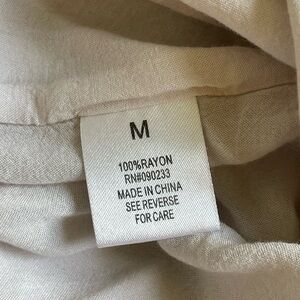 M
100%RAYON
RN#090233
MADE IN CHINA
SEE REVERSE
FOR CARE